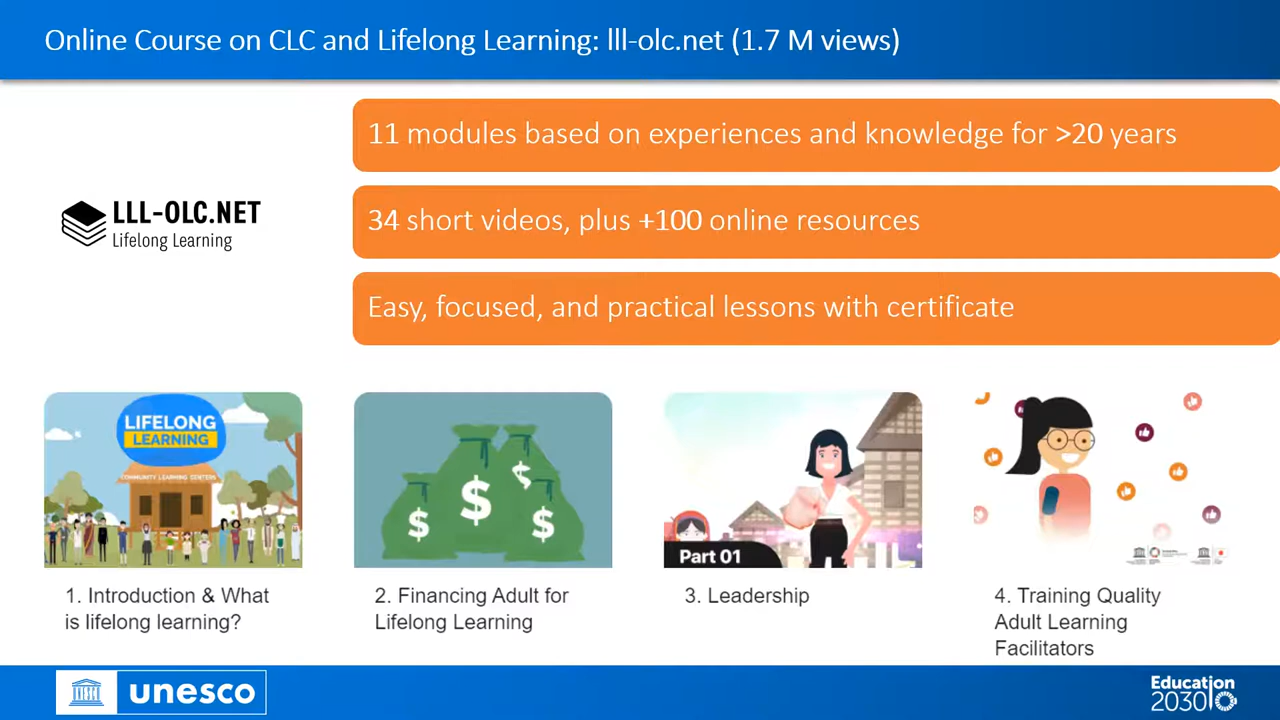 Online Course on CLC and Lifelong Learning: lll-olc.net (1.7 M views)
11 modules based on experiences and knowledge for >20 years
LLL-OLC.NET
Lifelong Learning
34 short videos, plus +100 online resources
Easy, focused, and practical lessons with certificate
LIFELONG
LEARNING
COMMUNITY LEARNING CENTERS
Part 01
1. Introduction & What
is lifelong learning?
2. Financing Adult for
Lifelong Learning
3. Leadership
4. Training Quality
Adult Learning
Facilitators
unesco
Education
2030